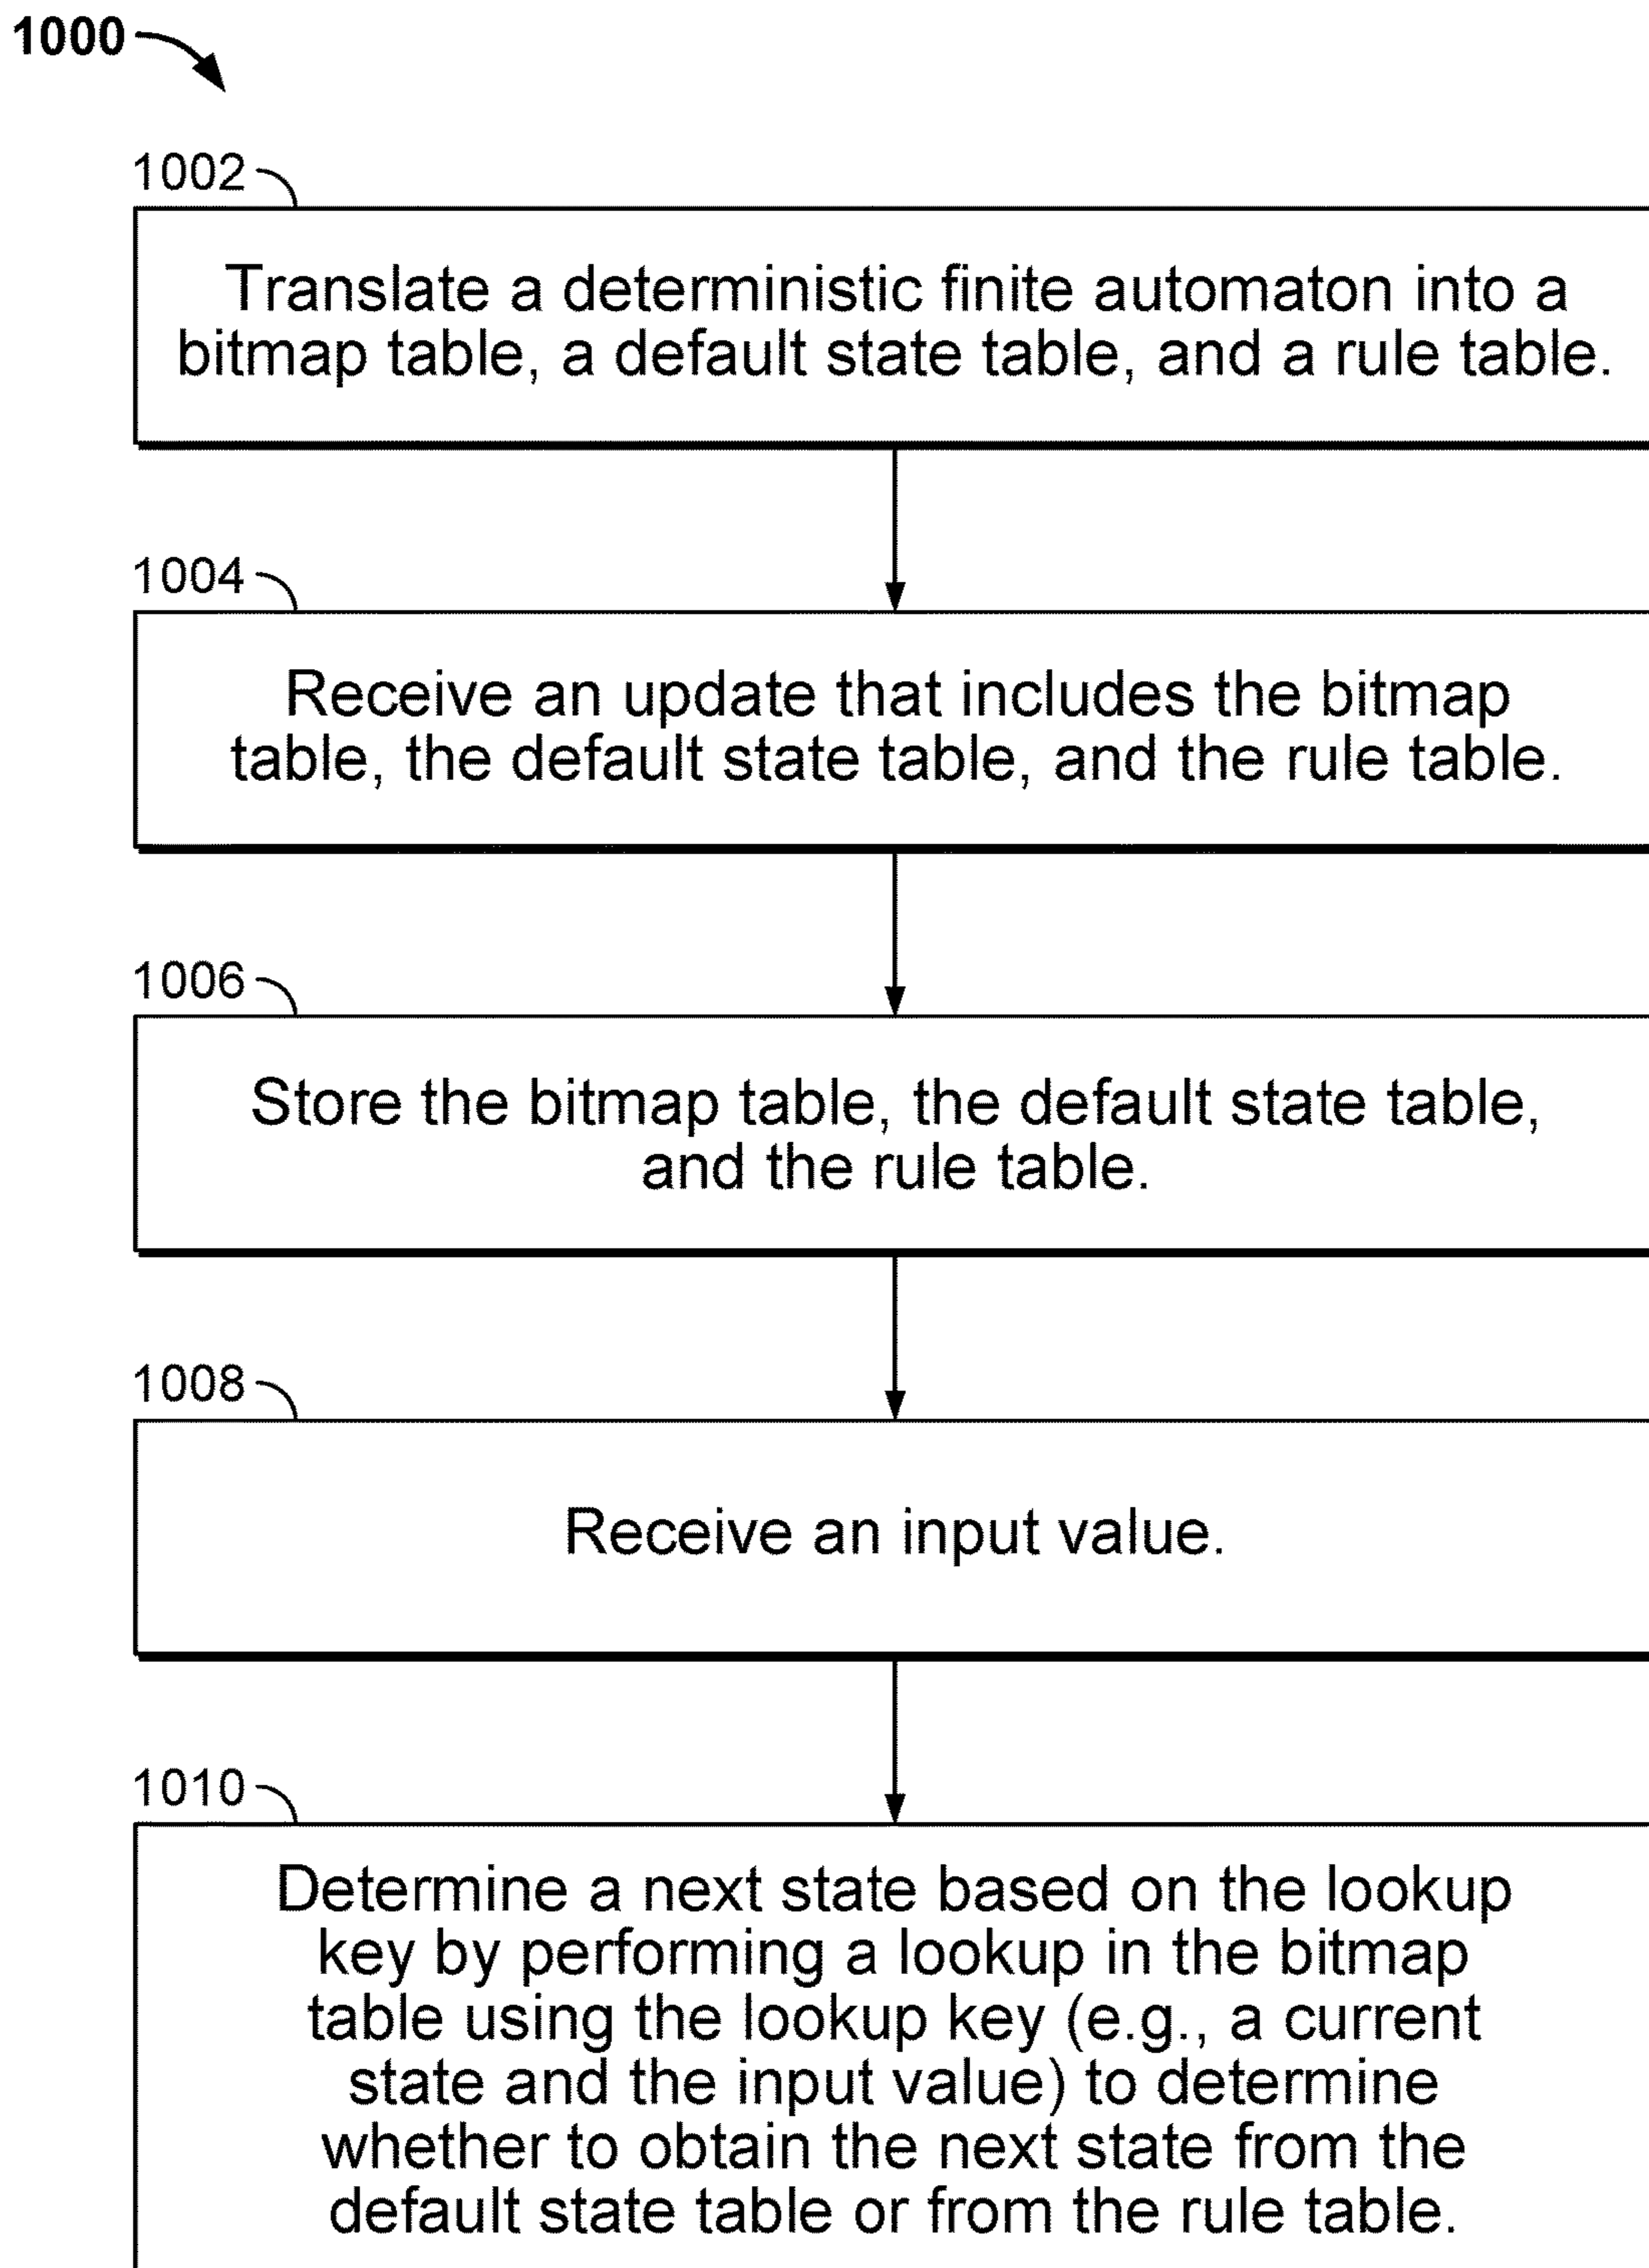 1000
1002
Translate a deterministic finite automaton into a
bitmap table, a default state table, and a rule table.
1004
Receive an update that includes the bitmap
table, the default state table, and the rule table.
1006
Store the bitmap table, the default state table,
and the rule table.
1008
Receive an input value.
1010
Determine a next state based on the lookup
key by performing a lookup in the bitmap
table using the lookup key (e.g., a current
state and the input value) to determine
whether to obtain the next state from the
default state table or from the rule table.